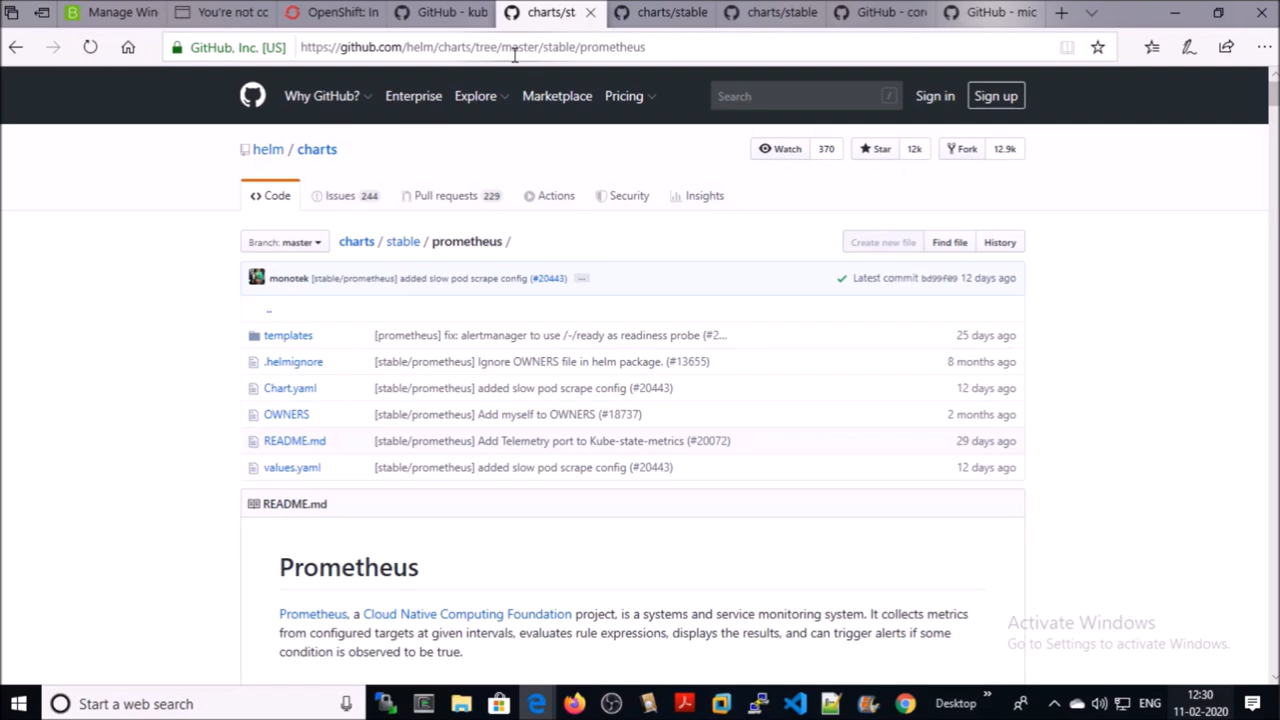 Manage Win
You're not cc
OpenShift: In
GitHub - kub
charts/st
charts/stable
charts/stable
GitHub - cor
GitHub - mic
GitHub, Inc. [US]
https://github.com/helm/charts/tree/master/stable/prometheus
Why GitHub? Enterprise Explore Marketplace Pricing
Search /
Sign in Sign up
helm / charts
Watch 370 Star 12k Fork 12.9k
Code Issues 244 Pull requests 229 Actions Security Insights
Branch: master charts / stable / prometheus /
Create new file Find file History
monotek [stable/prometheus] added slow pod scrape config (#20443) ...
Latest commit bd99f09 12 days ago
..
templates [prometheus] fix: alertmanager to use /-/ready as readiness probe (#2... 25 days ago
.helmignore [stable/prometheus] Ignore OWNERS file in helm package. (#13655) 8 months ago
Chart.yaml [stable/prometheus] added slow pod scrape config (#20443) 12 days ago
OWNERS [stable/prometheus] Add myself to OWNERS (#18737) 2 months ago
README.md [stable/prometheus] Add Telemetry port to Kube-state-metrics (#20072) 29 days ago
values.yaml [stable/prometheus] added slow pod scrape config (#20443) 12 days ago
README.md
Prometheus
Prometheus, a Cloud Native Computing Foundation project, is a systems and service monitoring system. It collects metrics
from configured targets at given intervals, evaluates rule expressions, displays the results, and can trigger alerts if some
condition is observed to be true.
Activate Windows
Go to Settings to activate Windows.
Start a web search
Desktop
ENG
12:30
11-02-2020